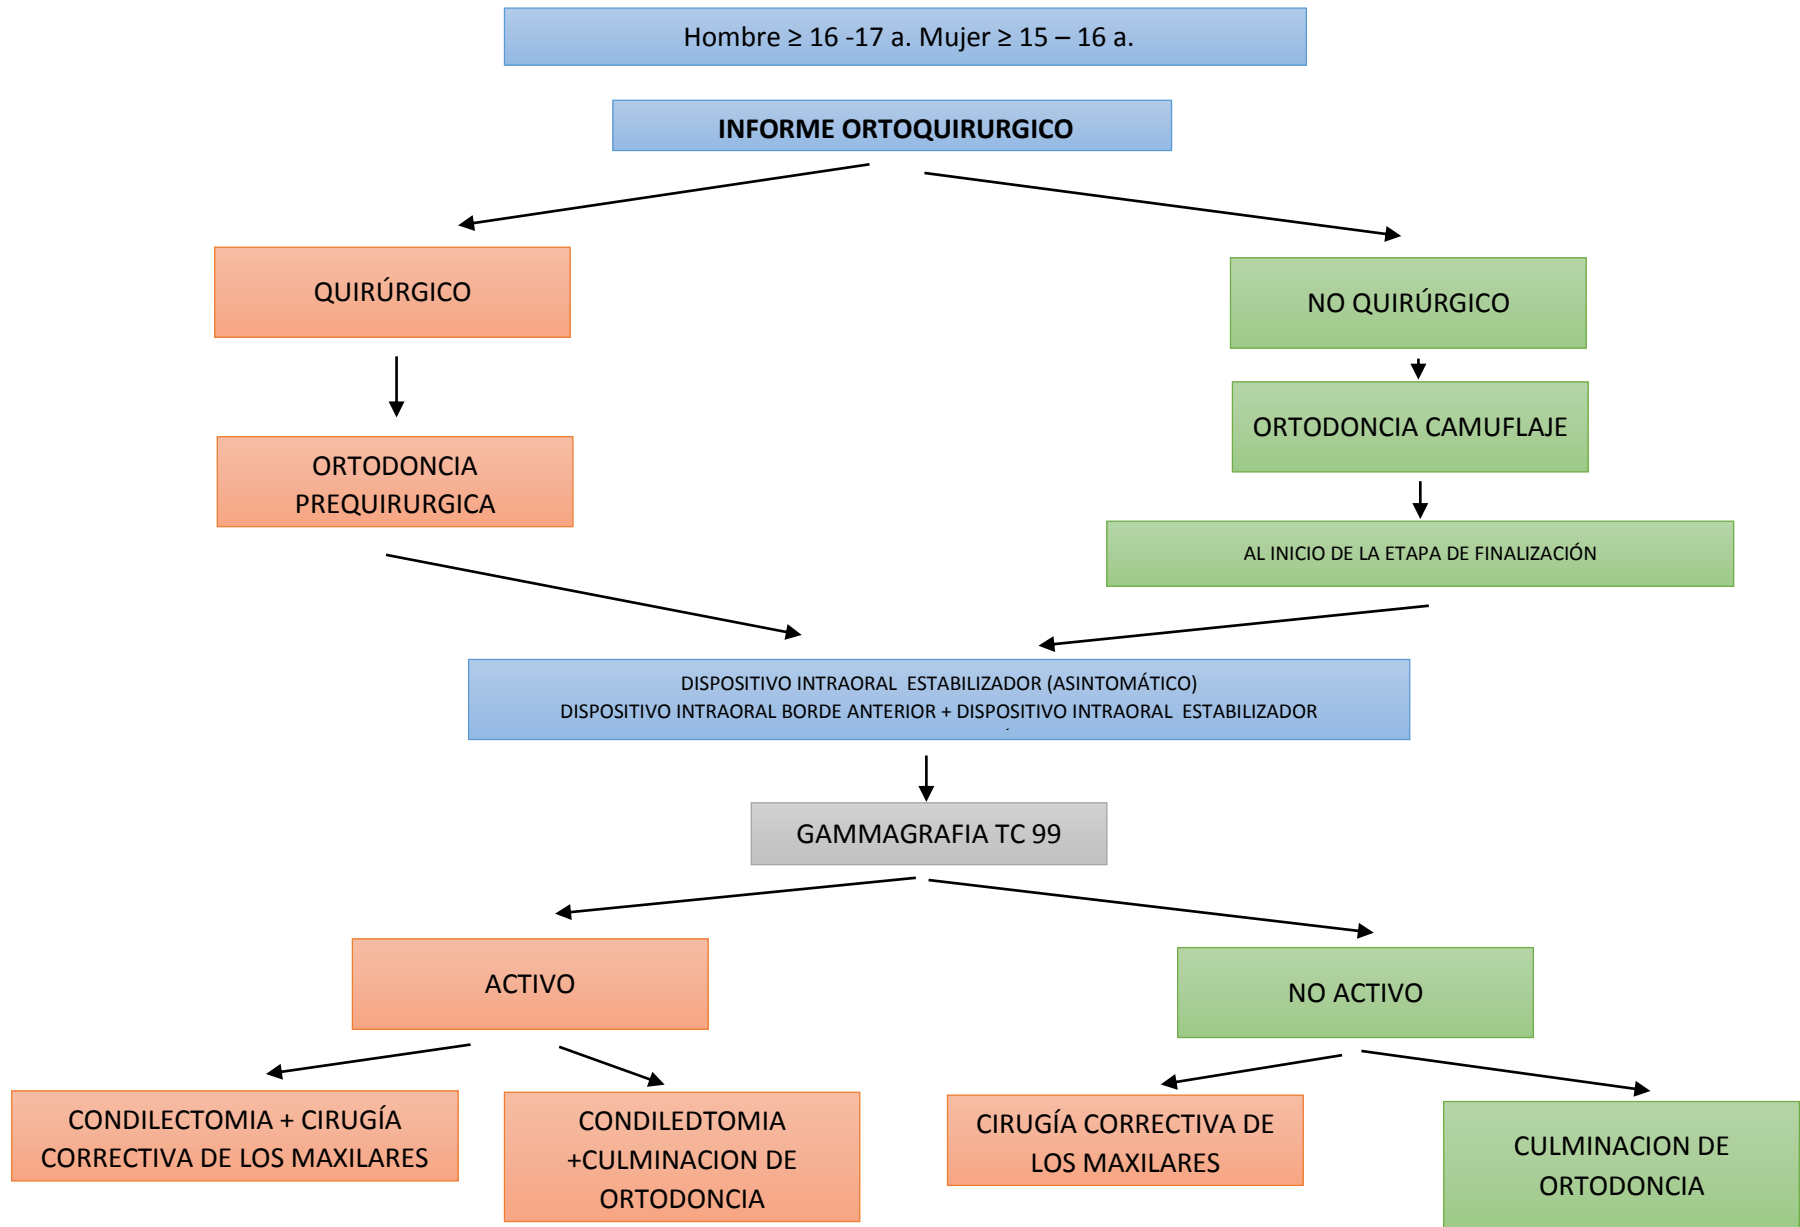 Hombre ≥ 16 -17 a. Mujer ≥ 15 – 16 a.
INFORME ORTOQUIRURGICO
QUIRÚRGICO
NO QUIRÚRGICO
ORTODONCIA CAMUFLAJE
ORTODONCIA
PREQUIRURGICA
AL INICIO DE LA ETAPA DE FINALIZACIÓN
DISPOSITIVO INTRAORAL ESTABILIZADOR (ASINTOMÁTICO)
DISPOSITIVO INTRAORAL BORDE ANTERIOR + DISPOSITIVO INTRAORAL ESTABILIZADOR
GAMMAGRAFIA TC 99
ACTIVO
NO ACTIVO
CONDILECTOMIA + CIRUGÍA
CORRECTIVA DE LOS MAXILARES
CONDILEDTOMIA
+CULMINACION DE
ORTODONCIA
CIRUGÍA CORRECTIVA DE
LOS MAXILARES
CULMINACION DE
ORTODONCIA